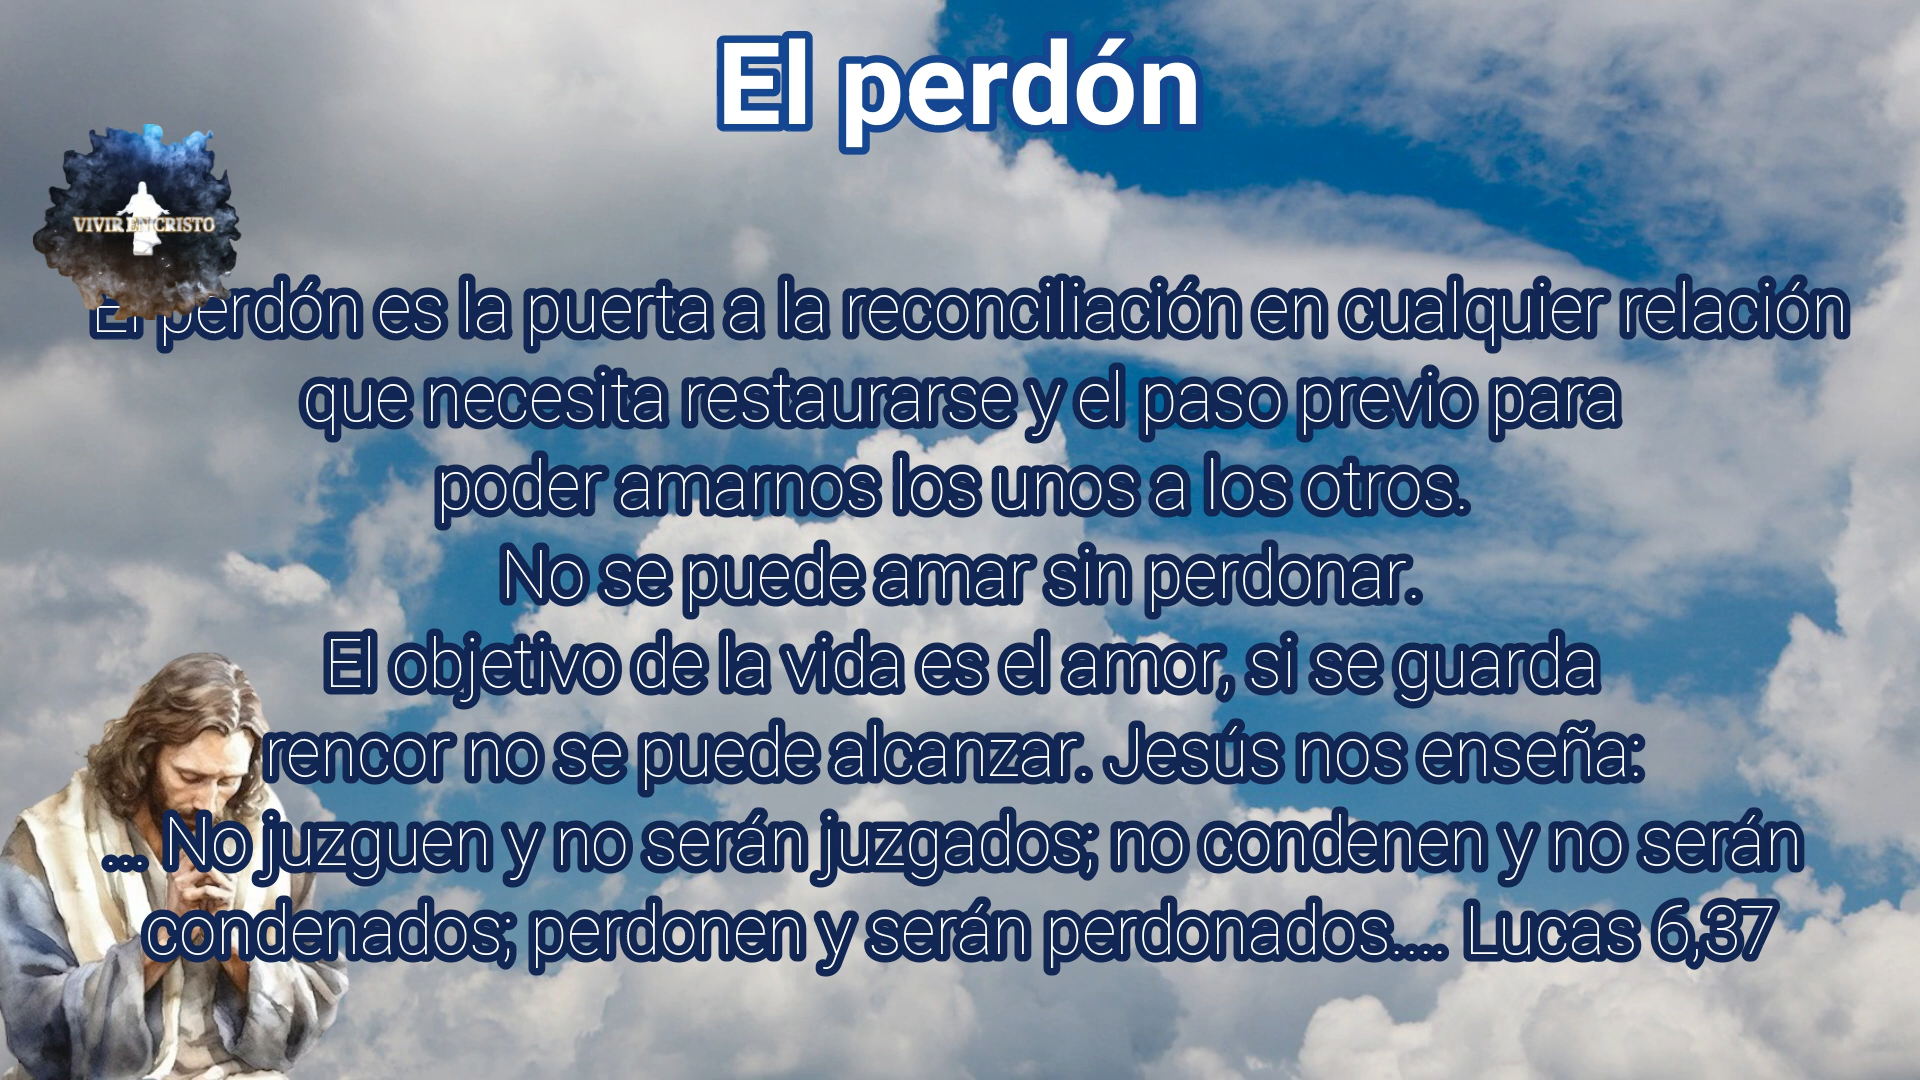 El perdón
VIVIR EN CRISTO
El perdón es la puerta a la reconciliación en cualquier relación
que necesita restaurarse y el paso previo para
poder amarnos los unos a los otros.
No se puede amar sin perdonar.
El objetivo de la vida es el amor, si se guarda
rencor no se puede alcanzar. Jesús nos enseña:
... No juzguen y no serán juzgados; no condenen y no serán
condenados; perdonen y serán perdonados.... Lucas 6,37